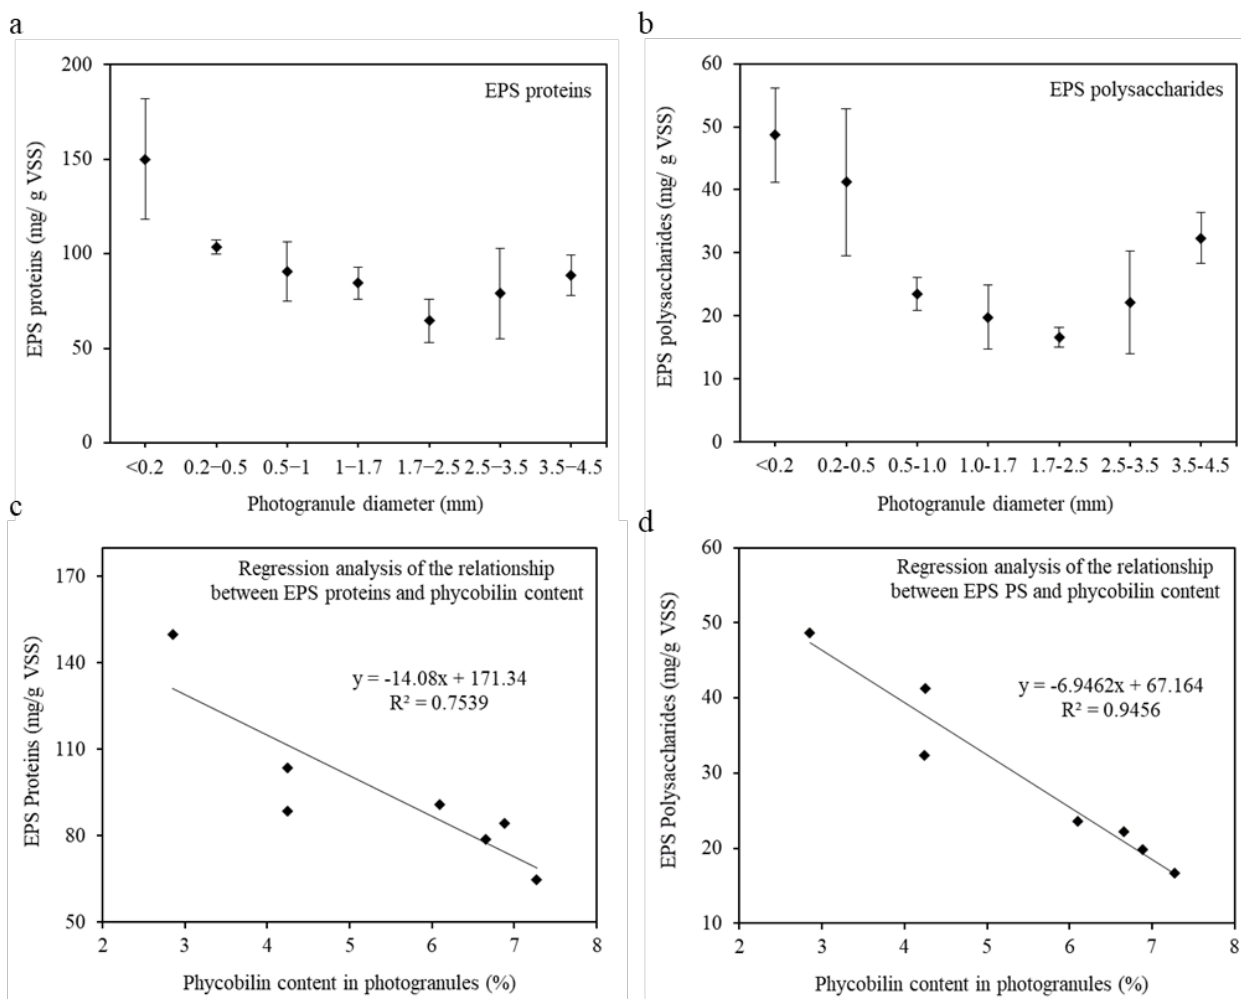 a
EPS proteins
EPS proteins (mg/ g VSS)
200
150
100
50
0
<0.2 0.2−0.5 0.5−1 1−1.7 1.7−2.5 2.5−3.5 3.5−4.5
Photogranule diameter (mm)
b
EPS polysaccharides
EPS polysaccharides (mg/ g VSS)
60
50
40
30
20
10
0
<0.2 0.2-0.5 0.5-1.0 1.0-1.7 1.7-2.5 2.5-3.5 3.5-4.5
Photogranule diameter (mm)
c
Regression analysis of the relationship
between EPS proteins and phycobilin content
y = -14.08x + 171.34
R² = 0.7539
EPS Proteins (mg/g VSS)
170
140
110
80
50
2 3 4 5 6 7 8
Phycobilin content in photogranules (%)
d
Regression analysis of the relationship
between EPS PS and phycobilin content
y = -6.9462x + 67.164
R² = 0.9456
EPS Polysaccharides (mg/g VSS)
60
50
40
30
20
10
2 3 4 5 6 7 8
Phycobilin content in photogranules (%)